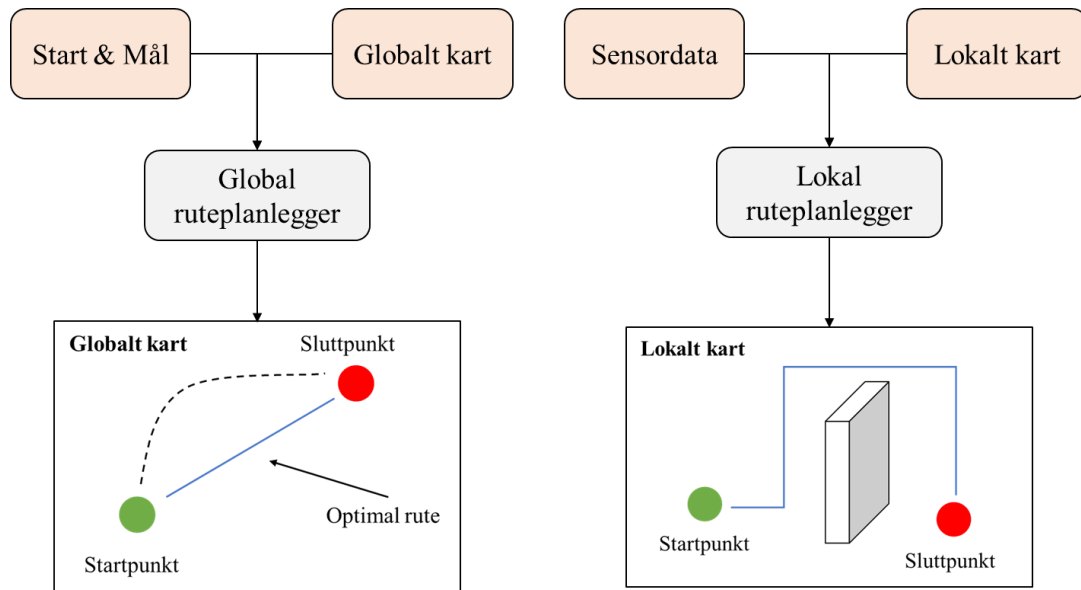 Start & Mål
Globalt kart
Global
ruteplanlegger
Globalt kart
Sluttpunkt
Optimal rute
Startpunkt
Sensordata
Lokalt kart
Lokal
ruteplanlegger
Lokalt kart
Startpunkt
Sluttpunkt